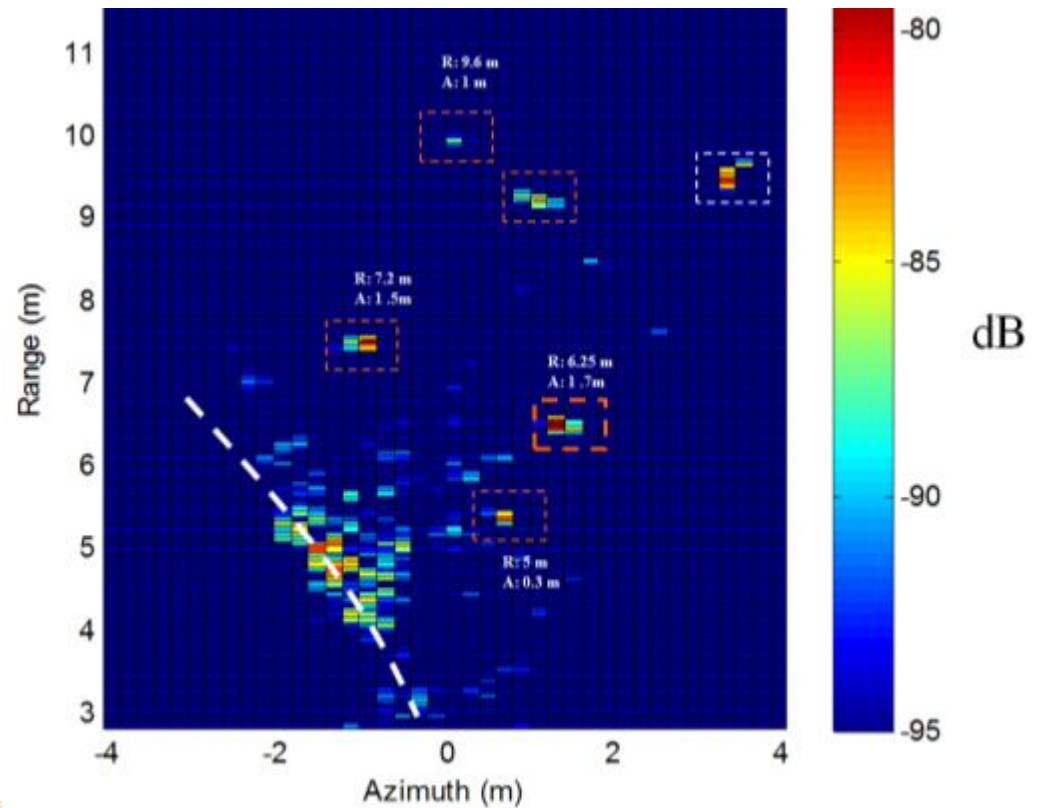 11
10
9
8
7
6
5
4
3
Range (m)
R: 9.6 m
A: 1 m
R: 7.2 m
A: 1 .5m
R: 6.25 m
A: 1 .7m
R: 5 m
A: 0.3 m
-4
-2
0
2
4
Azimuth (m)
-80
-85
-90
-95
dB